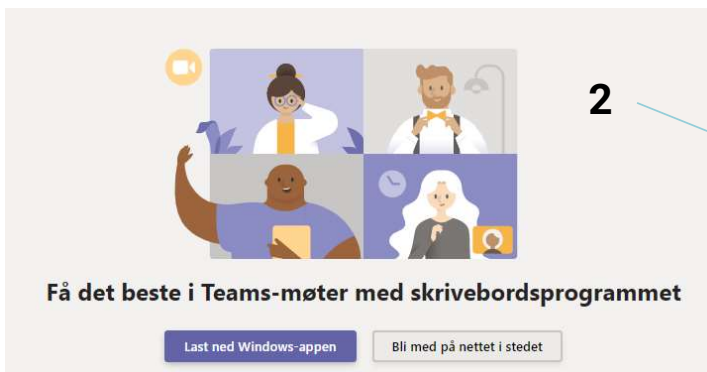 2
Få det beste i Teams-møter med skrivebordsprogrammet
Last ned Windows-appen
Bli med på nettet i stedet